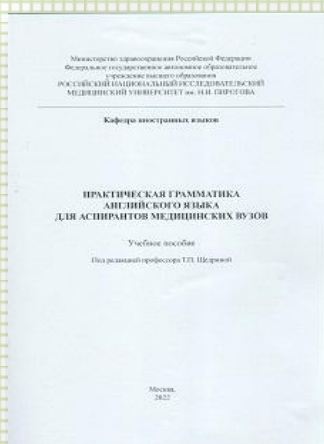 Министерство здравоохранения Российской Федерации
Федеральное государственное автономное образовательное
учреждение высшего образования
РОССИЙСКИЙ НАЦИОНАЛЬНЫЙ ИССЛЕДОВАТЕЛЬСКИЙ
МЕДИЦИНСКИЙ УНИВЕРСИТЕТ им. Н.И. ПИРОГОВА
Кафедра иностранных языков
ПРАКТИЧЕСКАЯ ГРАММАТИКА
АНГЛИЙСКОГО ЯЗЫКА
ДЛЯ АСПИРАНТОВ МЕДИЦИНСКИХ ВУЗОВ
Учебное пособие
Под редакцией профессора Т.П. Щедриной
Москва,
2022